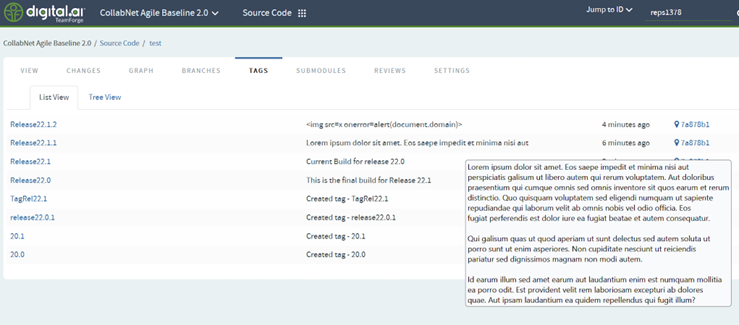 digital.ai
TeamForge
CollabNet Agile Baseline 2.0
Source Code
Jump to ID
reps1378
CollabNet Agile Baseline 2.0 / Source Code / test
VIEW CHANGES GRAPH BRANCHES TAGS SUBMODULES REVIEWS SETTINGS
List View Tree View
Release22.1.2 <img src=x onerror=alert(document.domain)> 4 minutes ago 7a878b1
Release22.1.1 Lorem ipsum dolor sit amet. Eos saepe impedit et minima nisi aut 6 minutes ago 7a878b1
Release22.1 Current Build for release 22.0
Release22.0 This is the final build for Release 22.1
TagRel22.1 Created tag - TagRel22.1
release22.0.1 Created tag - release22.0.1
20.1 Created tag - 20.1
20.0 Created tag - 20.0
Lorem ipsum dolor sit amet. Eos saepe impedit et minima nisi aut
perspiciatis galisum ut libero autem qui rerum voluptatem. Aut doloribus
praesentium qui cumque omnis sed omnis inventore sit quos earum et rerum
distinctio. Quo quisquam voluptatem sed eligendi numquam ut sapiente
repudiandae qui laborum velit ab omnis nobis vel odio officia. Eos
fugiat perferendis est dolor iure ea fugiat beatae et autem consequatur.
Qui galisum quas ut quod aperiam ut sunt delectus sed autem soluta ut
porro sunt ut enim asperiores. Non cupiditate nesciunt ut reiciendis
pariatur sed dignissimos magnam non modi autem.
Id earum illum sed amet earum aut laudantium enim est numquam mollitia
ea porro odit. Est provident velit rem laboriosam excepturi ab dolores
quae. Aut ipsam laudantium ea quidem repellendus qui fugit illum?